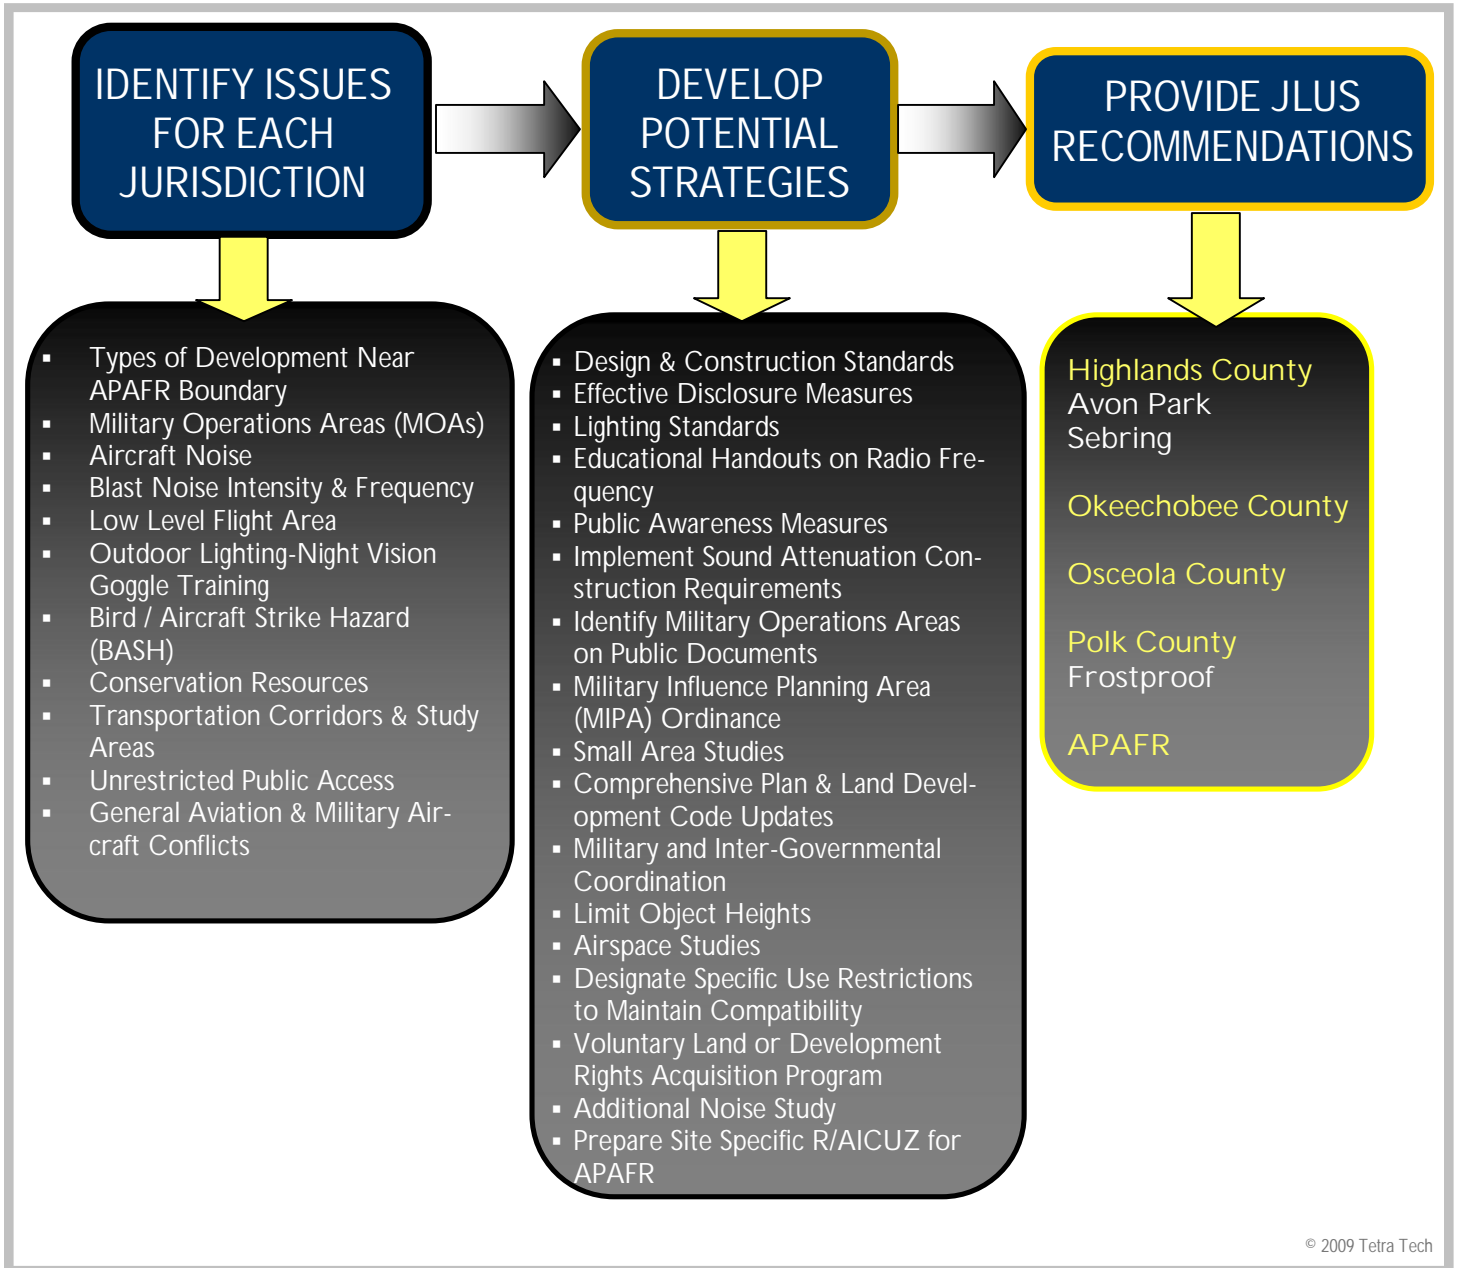 IDENTIFY ISSUES
FOR EACH
JURISDICTION
DEVELOP
POTENTIAL
STRATEGIES
PROVIDE JLUS
RECOMMENDATIONS
▪ Types of Development Near
APAFR Boundary
▪ Military Operations Areas (MOAs)
▪ Aircraft Noise
▪ Blast Noise Intensity & Frequency
▪ Low Level Flight Area
▪ Outdoor Lighting-Night Vision
Goggle Training
▪ Bird / Aircraft Strike Hazard
(BASH)
▪ Conservation Resources
▪ Transportation Corridors & Study
Areas
▪ Unrestricted Public Access
▪ General Aviation & Military Air-
craft Conflicts
▪ Design & Construction Standards
▪ Effective Disclosure Measures
▪ Lighting Standards
▪ Educational Handouts on Radio Fre-
quency
▪ Public Awareness Measures
▪ Implement Sound Attenuation Con-
struction Requirements
▪ Identify Military Operations Areas
on Public Documents
▪ Military Influence Planning Area
(MIPA) Ordinance
▪ Small Area Studies
▪ Comprehensive Plan & Land Devel-
opment Code Updates
▪ Military and Inter-Governmental
Coordination
▪ Limit Object Heights
▪ Airspace Studies
▪ Designate Specific Use Restrictions
to Maintain Compatibility
▪ Voluntary Land or Development
Rights Acquisition Program
▪ Additional Noise Study
▪ Prepare Site Specific R/AICUZ for
APAFR
Highlands County
Avon Park
Sebring
Okeechobee County
Osceola County
Polk County
Frostproof
APAFR
© 2009 Tetra Tech